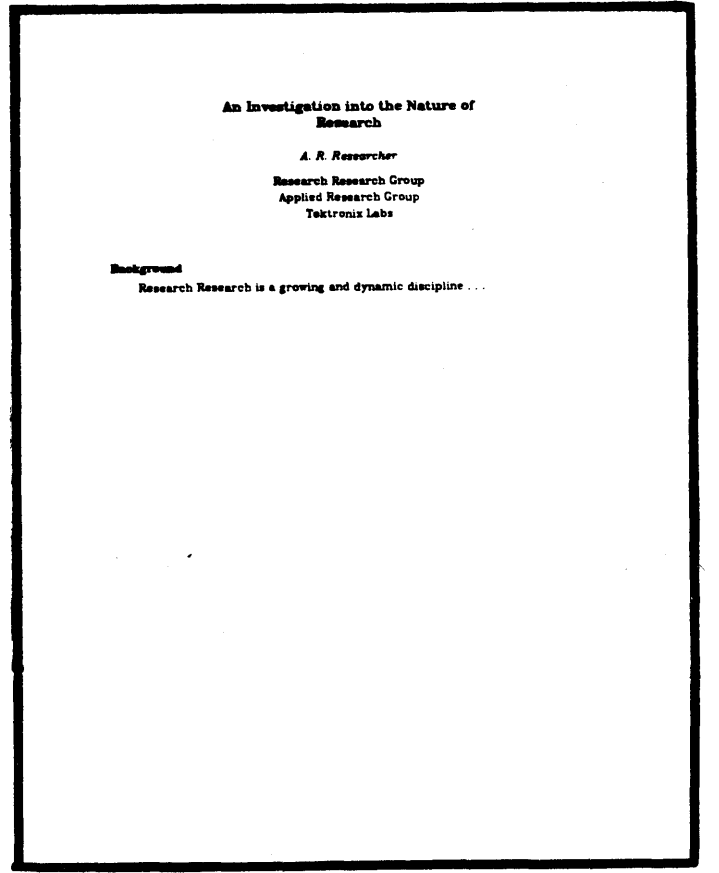 An Investigation into the Nature of
Research
A. R. Researcher
Research Research Group
Applied Research Group
Tektronix Labs
Background
Research Research is a growing and dynamic discipline . . .